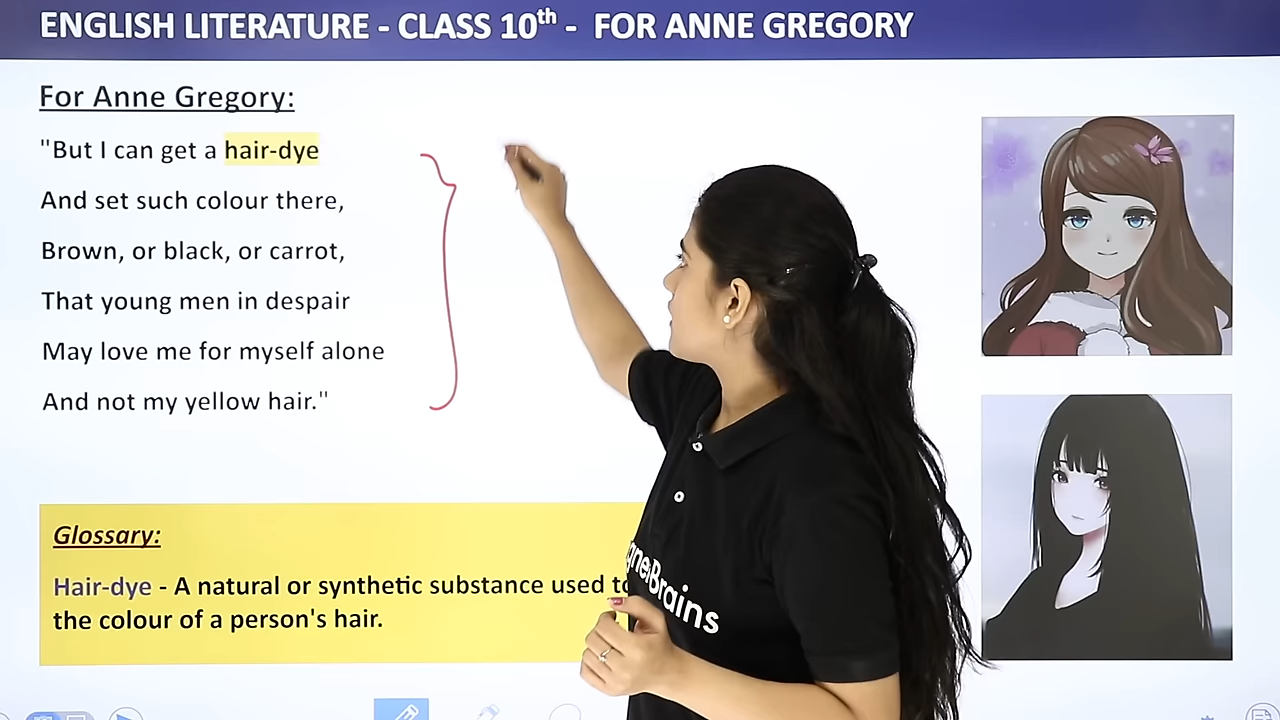 ENGLISH LITERATURE - CLASS 10th - FOR ANNE GREGORY
For Anne Gregory:
"But I can get a hair-dye
And set such colour there,
Brown, or black, or carrot,
That young men in despair
May love me for myself alone
And not my yellow hair."
Glossary:
Hair-dye - A natural or synthetic substance used to
the colour of a person's hair.
Brains